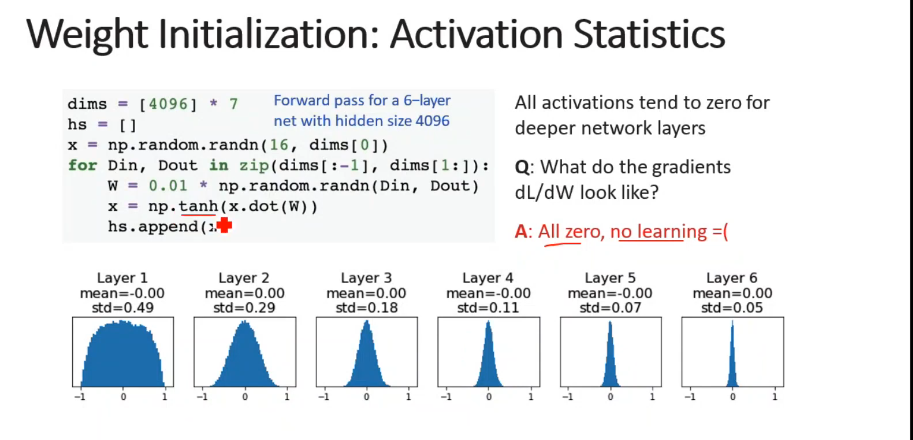 Weight Initialization: Activation Statistics
dims = [4096] * 7
Forward pass for a 6-layer
hs = []
net with hidden size 4096
x = np.random.randn(16, dims[0])
for Din, Dout in zip(dims[:-1], dims[1:]):
W = 0.01 * np.random.randn(Din, Dout)
x = np.tanh(x.dot(W))
hs.append(
All activations tend to zero for
deeper network layers
Q: What do the gradients
dL/dW look like?
A: All zero, no learning =(
Layer 1
mean=-0.00
std=0.49
-1 0 1
Layer 2
mean=0.00
std=0.29
-1 0 1
Layer 3
mean=0.00
std=0.18
-1 0 1
Layer 4
mean=-0.00
std=0.11
-1 0 1
Layer 5
mean=-0.00
std=0.07
-1 0 1
Layer 6
mean=0.00
std=0.05
-1 0 1